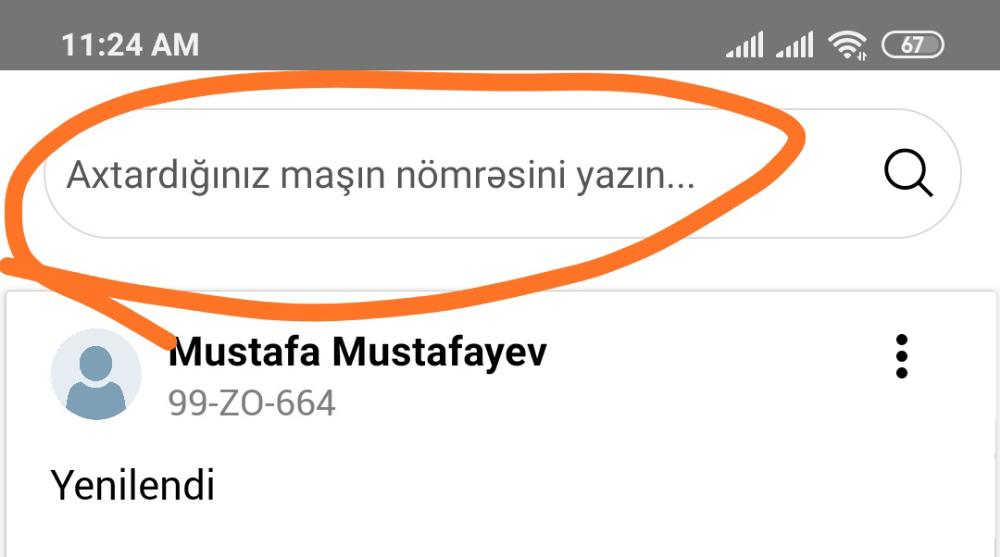 11:24 AM
67
Axtardığınız maşın nömrəsini yazın...
Mustafa Mustafayev
99-ZO-664
Yenilendi